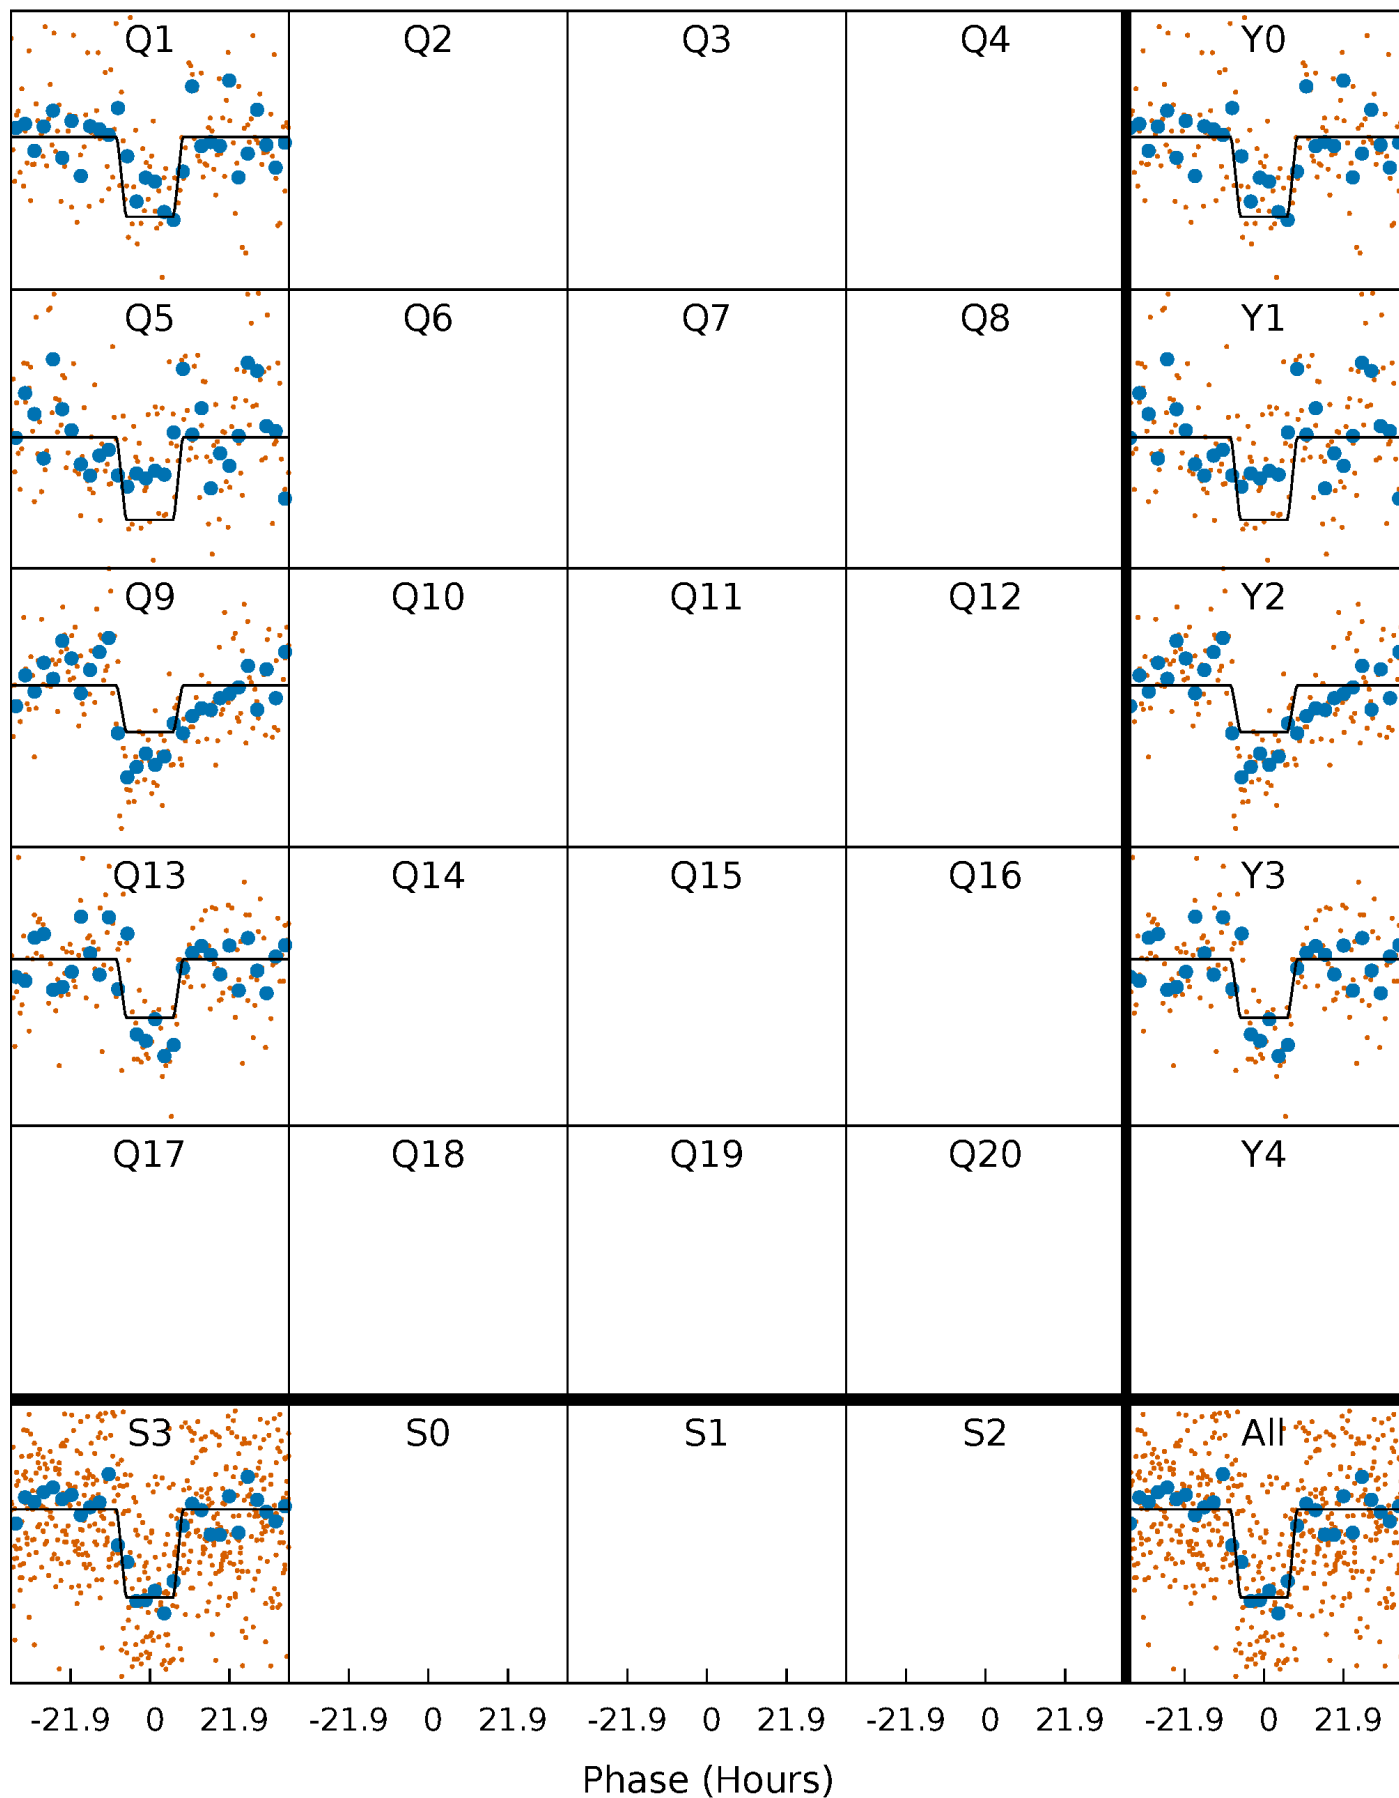 Q1 Q2 Q3 Q4 Y0
Q5 Q6 Q7 Q8 Y1
Q9 Q10 Q11 Q12 Y2
Q13 Q14 Q15 Q16 Y3
Q17 Q18 Q19 Q20 Y4
S3 S0 S1 S2 All
-21.9 0 21.9 -21.9 0 21.9 -21.9 0 21.9 -21.9 0 21.9 -21.9 0 21.9
Phase (Hours)